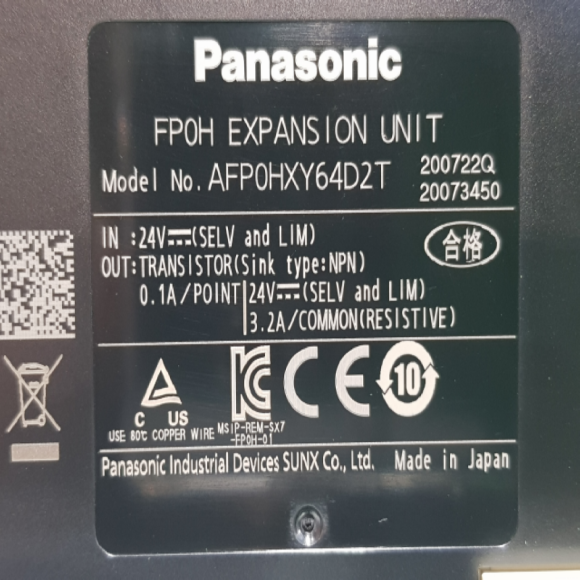 Panasonic
FP0H EXPANSION UNIT
Model No. AFP0HXY64D2T 200722Q
20073450
IN :24V⎓(SELV and LIM)
合格
OUT:TRANSISTOR(Sink type:NPN)
0.1A/POINT 24V⎓(SELV and LIM)
3.2A/COMMON(RESISTIVE)
C US
KC CE 10
USE 80℃ COPPER WIRE MSIP-REM-SX7
-FP0H-01
Panasonic Industrial Devices SUNX Co., Ltd. Made in Japan